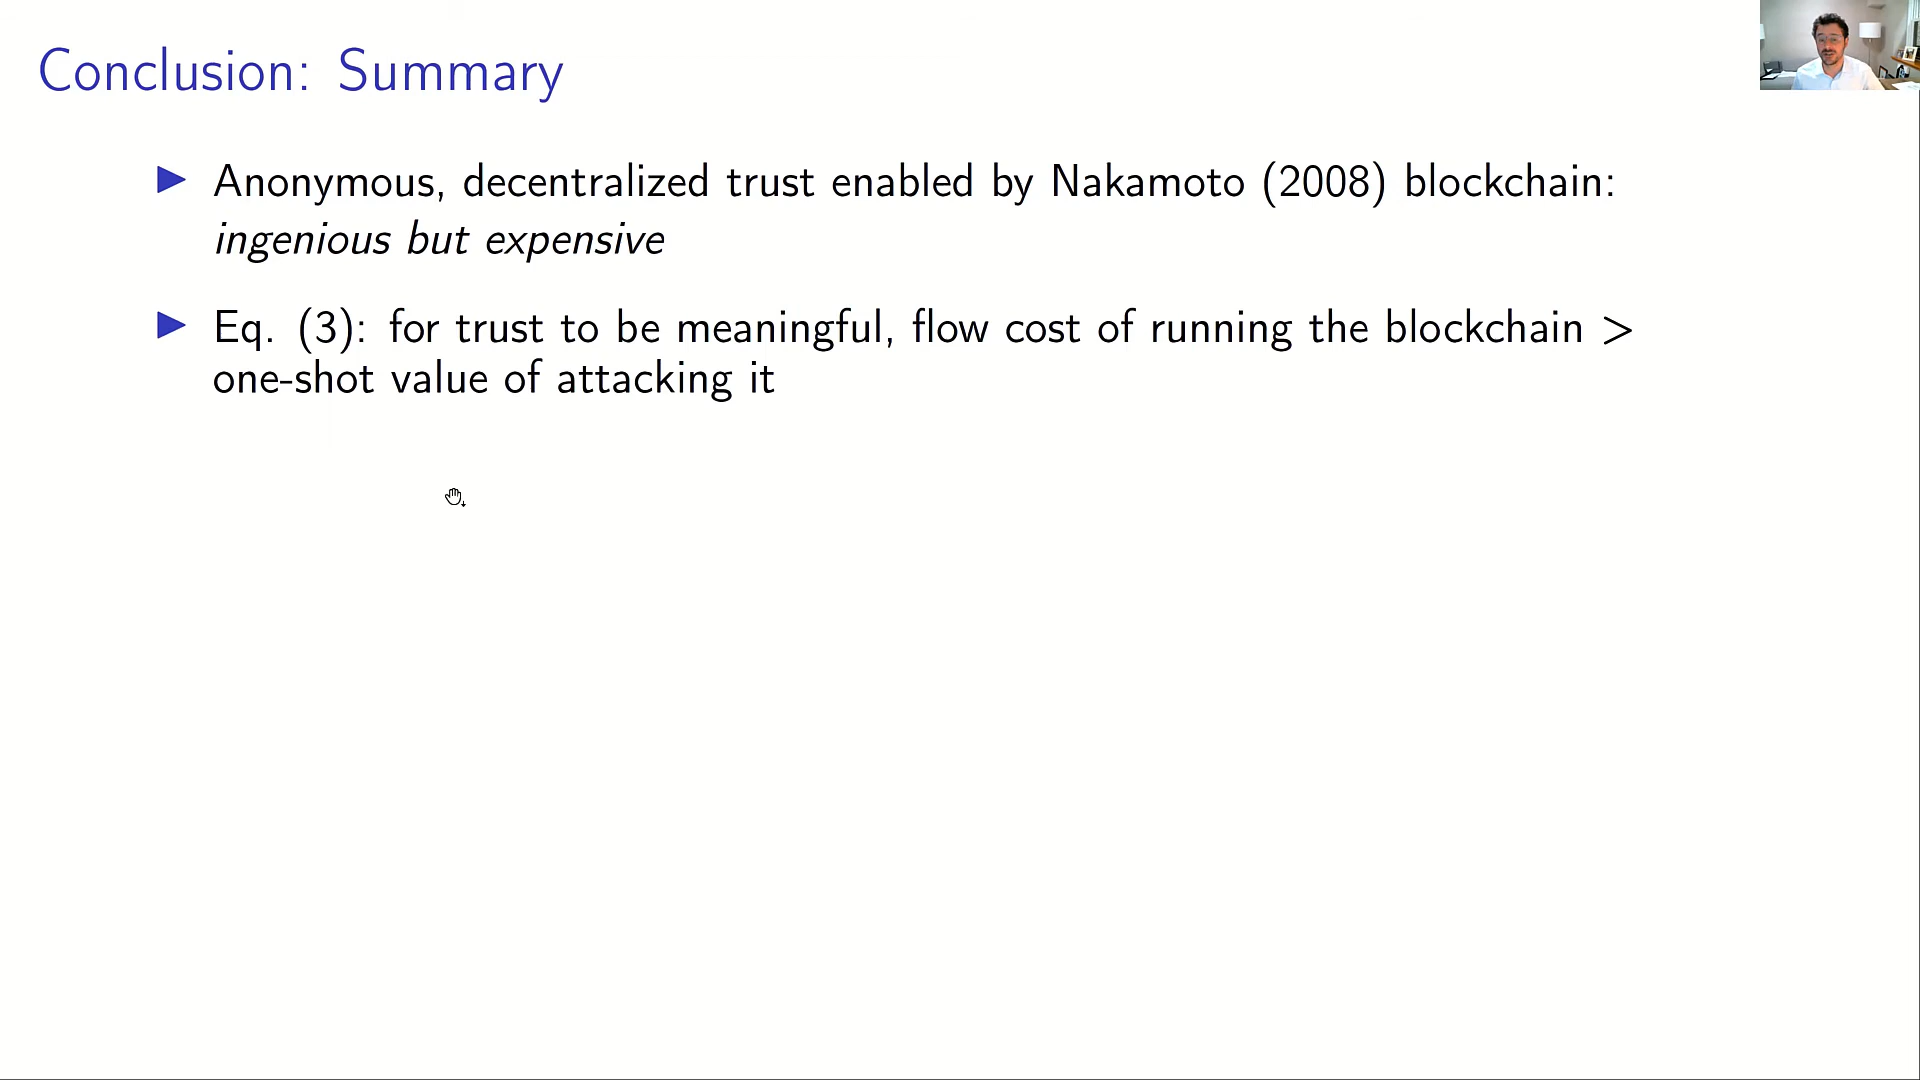 Conclusion: Summary
Anonymous, decentralized trust enabled by Nakamoto (2008) blockchain:
ingenious but expensive
Eq. (3): for trust to be meaningful, flow cost of running the blockchain >
one-shot value of attacking it